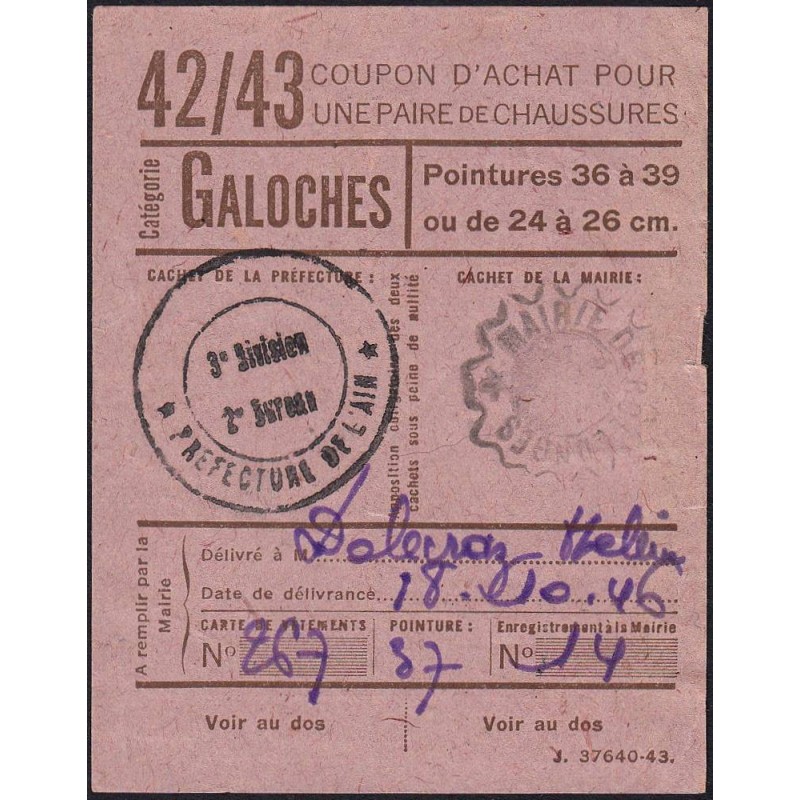 42/43 COUPON D'ACHAT POUR
UNE PAIRE DE CHAUSSURES
Catégorie
GALOCHES
Pointures 36 à 39
ou de 24 à 26 cm.
CACHET DE LA PRÉFECTURE:
3e Division
2e Bureau
★ PRÉFECTURE DE L'AIN ★
Apposition obligatoire des deux
cachets sous peine de nullité
CACHET DE LA MAIRIE:
★ MAIRIE DE
A remplir par la
Mairie
Délivré à M
Date de délivrance 18.10.46
CARTE DE VÊTEMENTS
No 267
POINTURE:
37
Enregistrement à la Mairie
No 14
Voir au dos
Voir au dos
J. 37640-43.